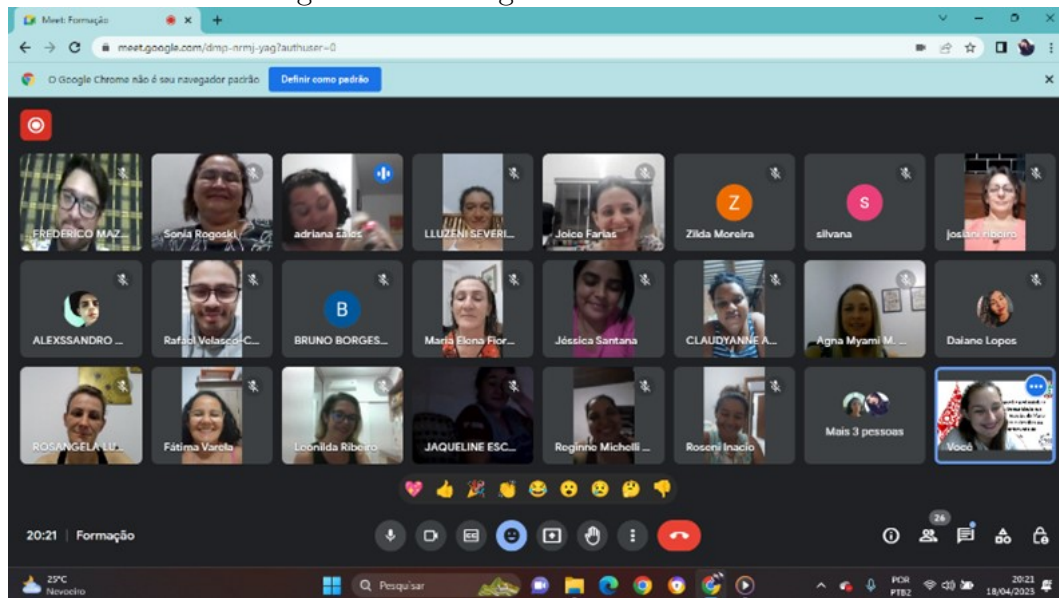 Meet: Formação
meet.google.com/dmp-nrmj-yag?authuser=0
O Google Chrome não é seu navegador padrão
Definir como padrão
FREDERICO MAZ...
Sonia Rogoski
adriana sales
LLUZENI SEVERI...
Joice Farias
Z
Zilda Moreira
S
silvana
josiani ribeiro
ALEXSSANDRO ...
Rafael Velasco-C...
B
BRUNO BORGES...
Maria Elena Fior...
Jéssica Santana
CLAUDYANNE A...
Agna Myami M. ...
Daiane Lopes
ROSANGELA LU...
Fátima Varela
Leonilda Ribeiro
JAQUELINE ESC...
Reginne Michelli ...
Roseni Inacio
Mais 3 pessoas
Você
20:21 | Formação
26
25°C
Nevoeiro
Pesquisar
POR
PTB2
20:21
18/04/2023